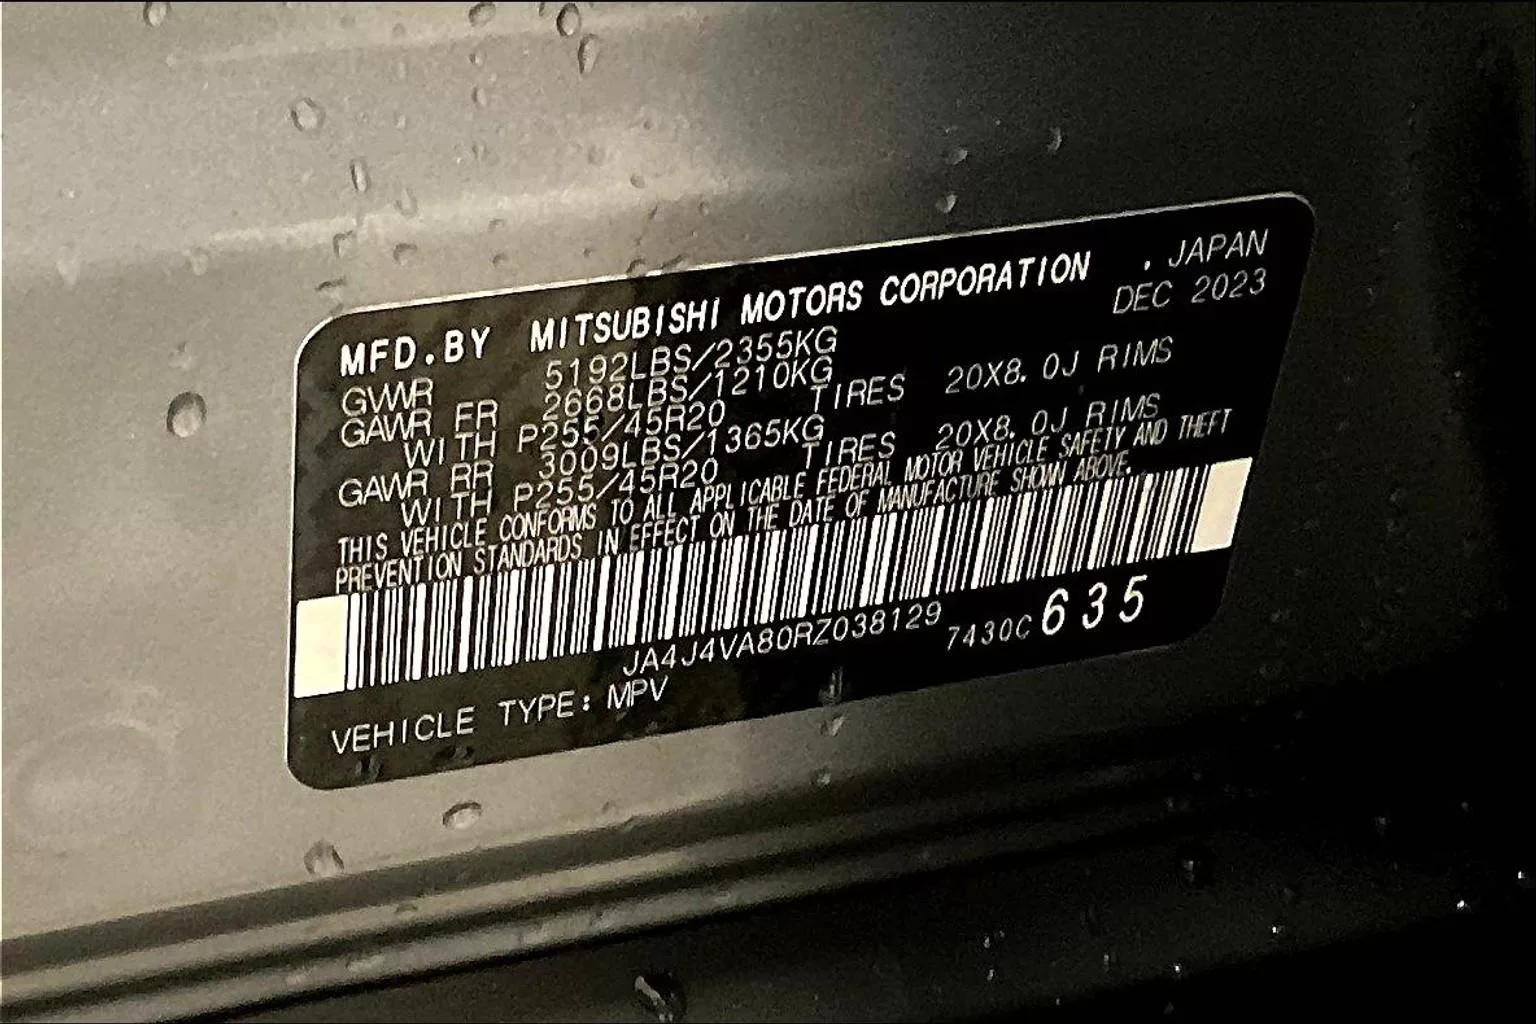 MFD.BY MITSUBISHI MOTORS CORPORATION . JAPAN
DEC 2023
GVWR 5192LBS/2355KG
GAWR FR 2668LBS/1210KG
WITH P255/45R20 TIRES 20X8.0J RIMS
GAWR RR 3009LBS/1365KG
WITH P255/45R20 TIRES 20X8.0J RIMS
THIS VEHICLE CONFORMS TO ALL APPLICABLE FEDERAL MOTOR VEHICLE SAFETY AND THEFT
PREVENTION STANDARDS IN EFFECT ON THE DATE OF MANUFACTURE SHOWN ABOVE.
JA4J4VA80RZ038129 7430C 635
VEHICLE TYPE: MPV